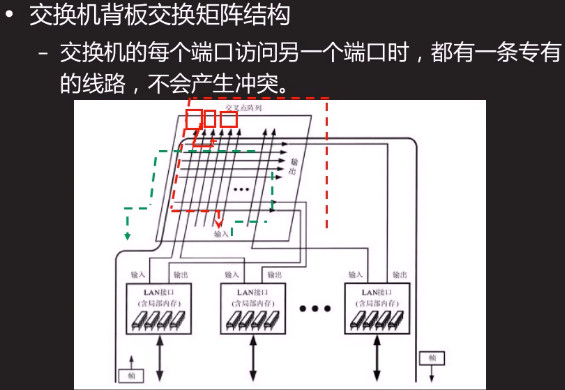 • 交换机背板交换矩阵结构
– 交换机的每个端口访问另一个端口时，都有一条专有
的线路，不会产生冲突。
交叉点阵列
输出
输入
输入 输出 输入 输出 输入 输出
LAN接口 LAN接口 LAN接口
(含局部内存) (含局部内存) (含局部内存)
帧 帧